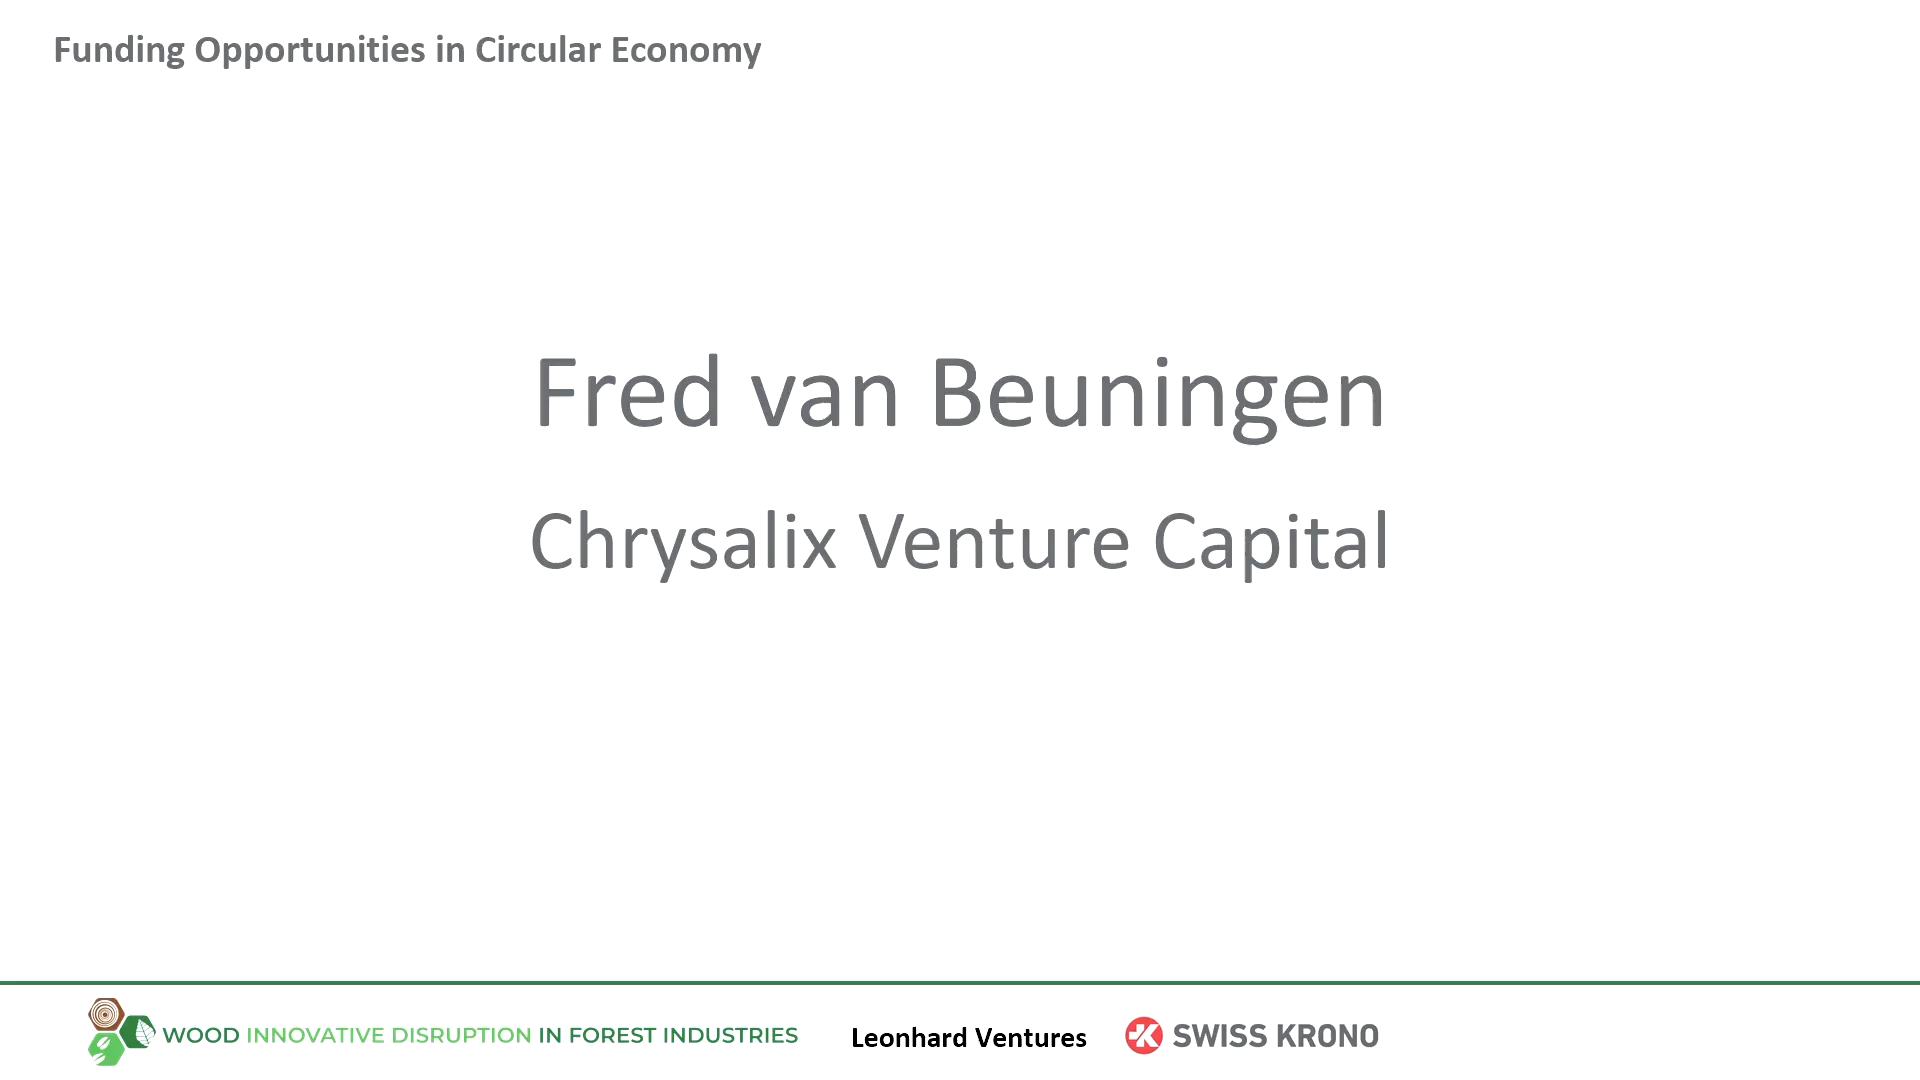 Funding Opportunities in Circular Economy
Fred van Beuningen
Chrysalix Venture Capital
WOOD INNOVATIVE DISRUPTION IN FOREST INDUSTRIES
Leonhard Ventures
SWISS KRONO